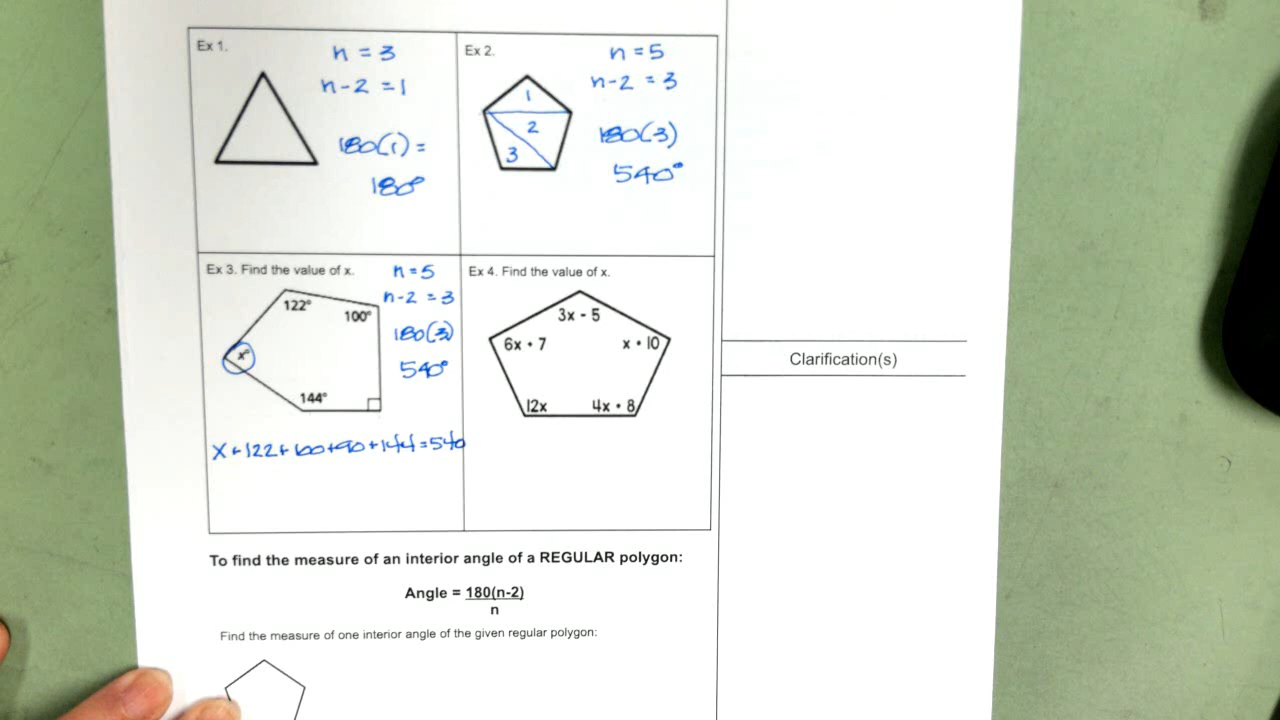 Ex 1.
n = 3
n-2 = 1
180(1) =
180°
Ex 2.
n = 5
n-2 = 3
1
2
3
180(3)
540°
Ex 3. Find the value of x.
n = 5
n-2 = 3
180(3)
540°
122°
100°
x°
144°
x+122+100+90+144=540
Ex 4. Find the value of x.
3x - 5
6x • 7
x • 10
12x
4x • 8
Clarification(s)
To find the measure of an interior angle of a REGULAR polygon:
Angle = 180(n-2)
n
Find the measure of one interior angle of the given regular polygon: